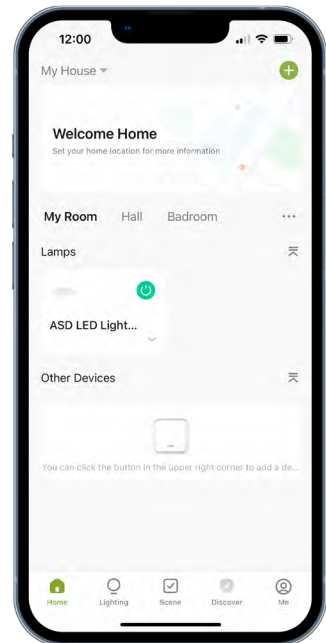 12:00
My House
Welcome Home
Set your home location for more information
My Room Hall Badroom ...
Lamps
ASD LED Light...
Other Devices
You can click the button in the upper right corner to add a de...
Home Lighting Scene Discover Me